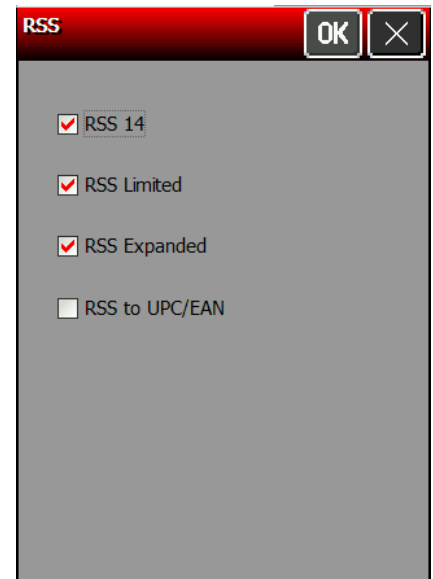 RSS
OK
RSS 14
RSS Limited
RSS Expanded
RSS to UPC/EAN